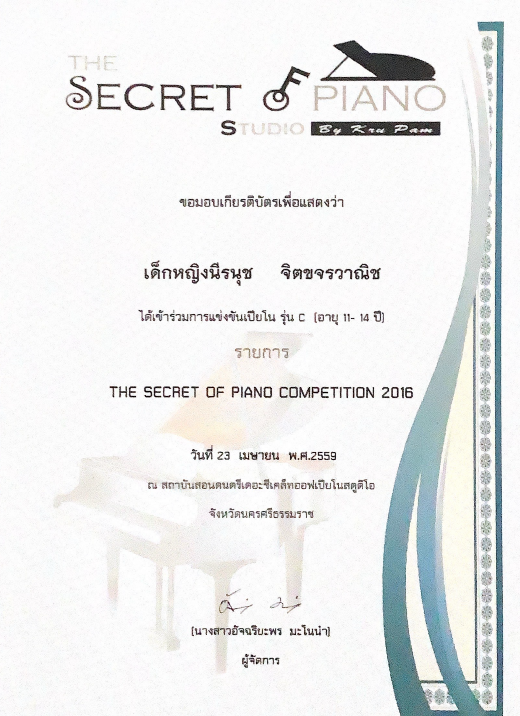 THE
SECRET OF PIANO
STUDIO By Kru Pam
ขอมอบเกียรติบัตรเพื่อแสดงว่า
เด็กหญิงนีรนุช จิตขจรวาณิช
ได้เข้าร่วมการแข่งขันเปียโน รุ่น C (อายุ 11- 14 ปี)
รายการ
THE SECRET OF PIANO COMPETITION 2016
วันที่ 23 เมษายน พ.ศ.2559
ณ สถาบันสอนดนตรีเดอะซีเคล็ทออฟเปียโนสตูดิโอ
จังหวัดนครศรีธรรมราช
(นางสาวอัจฉริยะพร มะโนนำ)
ผู้จัดการ